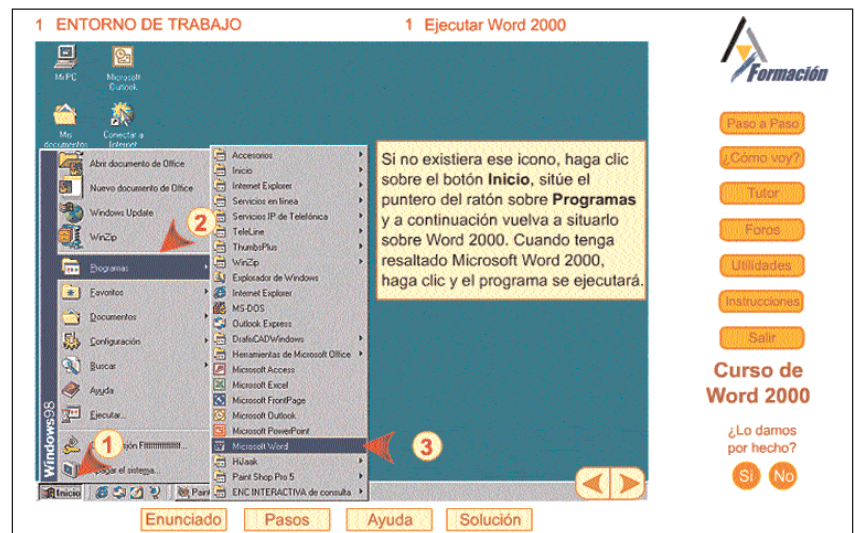 1 ENTORNO DE TRABAJO
1 Ejecutar Word 2000
Mi PC
Microsoft
Outlook
Mis
documentos
Conectar a
Internet
Abrir documento de Office
Nuevo documento de Office
Windows Update
WinZip
2
Programas
Favoritos
Documentos
Configuración
Buscar
Ayuda
Ejecutar...
1
Apagar el sistema...
Windows98
Inicio
Accesorios
Inicio
Internet Explorer
Servicios en línea
Servicios IP de Telefónica
TeleLine
ThumbsPlus
WinZip
Explorador de Windows
Internet Explorer
MS-DOS
Outlook Express
DrafixCADWindows
Herramientas de Microsoft Office
Microsoft Access
Microsoft Excel
Microsoft FrontPage
Microsoft Outlook
Microsoft PowerPoint
Microsoft Word
HiJaak
Paint Shop Pro 5
ENC INTERACTIVA de consulta
3
Si no existiera ese icono, haga clic
sobre el botón Inicio, sitúe el
puntero del ratón sobre Programas
y a continuación vuelva a situarlo
sobre Word 2000. Cuando tenga
resaltado Microsoft Word 2000,
haga clic y el programa se ejecutará.
Enunciado
Pasos
Ayuda
Solución
Formación
Paso a Paso
¿Cómo voy?
Tutor
Foros
Utilidades
Instrucciones
Salir
Curso de
Word 2000
¿Lo damos
por hecho?
Si No